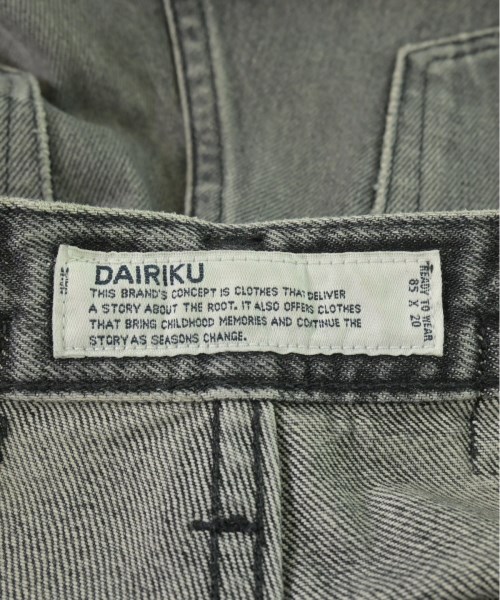 DAIRIKU
THIS BRAND'S CONCEPT IS CLOTHES THAT DELIVER
A STORY ABOUT THE ROOT. IT ALSO OFFERS CLOTHES
THAT BRING CHILDHOOD MEMORIES AND CONTINUE THE
STORY AS SEASONS CHANGE.
READY TO WEAR
85 X 20